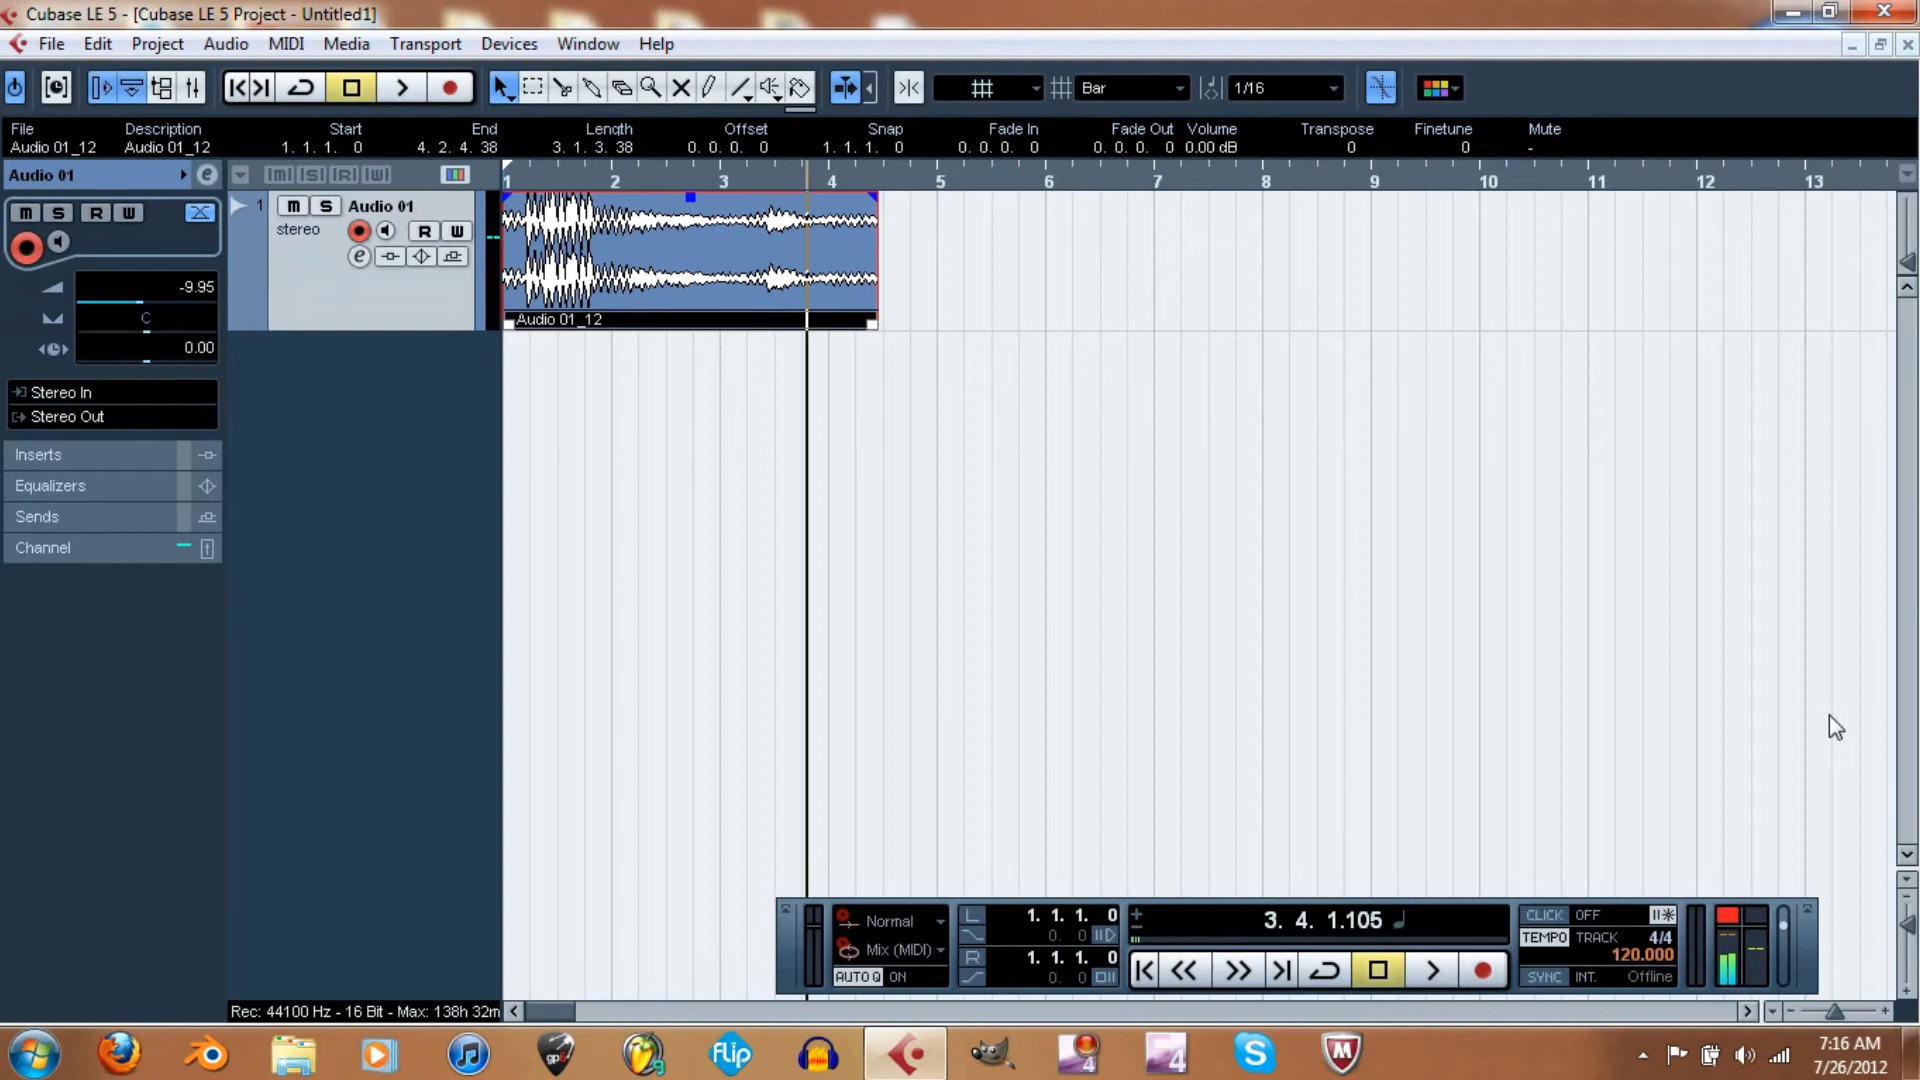 Cubase LE 5 - [Cubase LE 5 Project - Untitled1]
File Edit Project Audio MIDI Media Transport Devices Window Help
Bar 1/16
File Description Start End Length Offset Snap Fade In Fade Out Volume Transpose Finetune Mute
Audio 01_12 Audio 01_12 1. 1. 1. 0 4. 2. 4. 38 3. 1. 3. 38 0. 0. 0. 0 1. 1. 1. 0 0. 0. 0. 0 0. 0. 0. 0 0.00 dB 0 0 -
Audio 01 e M S R W 1 2 3 4 5 6 7 8 9 10 11 12 13
M S R W 1 M S Audio 01
stereo R W
e
-9.95
C
0.00
Audio 01_12
Stereo In
Stereo Out
Inserts
Equalizers
Sends
Channel
Normal L 1. 1. 1. 0 3. 4. 1.105 CLICK OFF
0. 0 TEMPO TRACK 4/4
Mix (MIDI) R 1. 1. 1. 0 120.000
AUTO Q ON 0. 0 SYNC INT. Offline
Rec: 44100 Hz - 16 Bit - Max: 138h 32m
gp6 g FLIP 4 4 S M
7:16 AM
7/26/2012